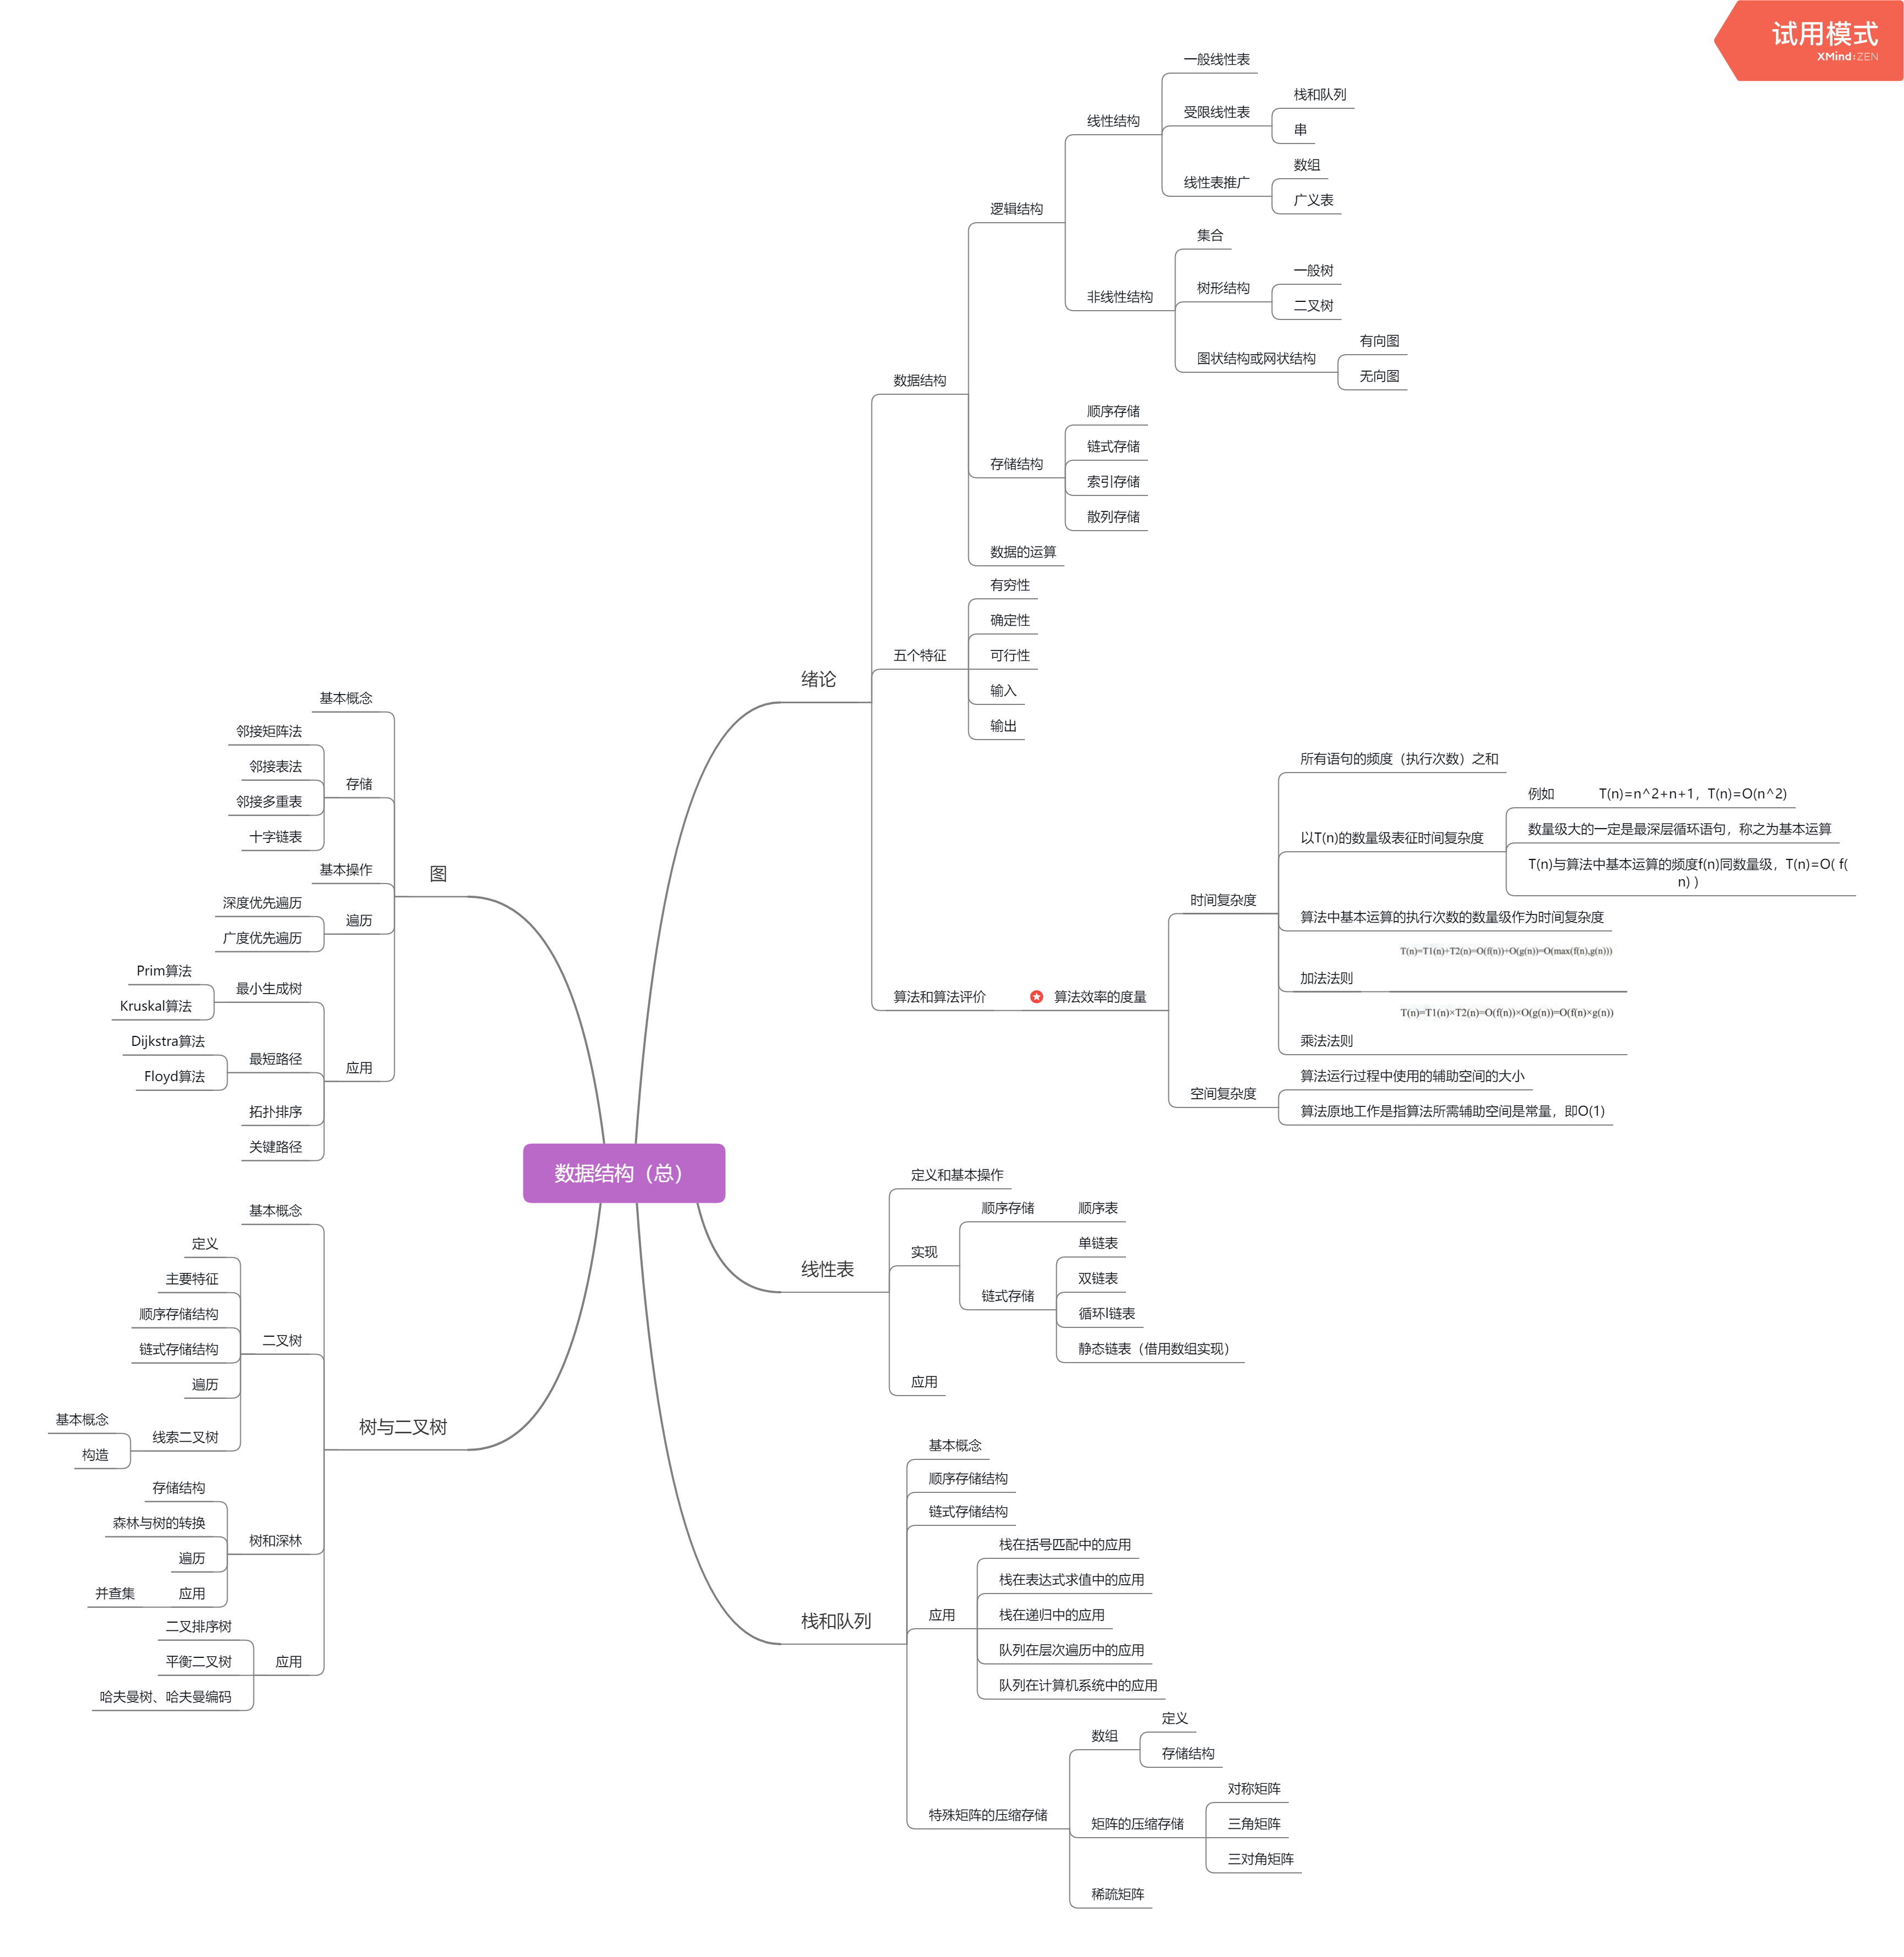 试用模式
XMind:ZEN
数据结构（总）
绪论
数据结构
逻辑结构
线性结构
一般线性表
受限线性表
栈和队列
串
线性表推广
数组
广义表
非线性结构
集合
树形结构
一般树
二叉树
图状结构或网状结构
有向图
无向图
存储结构
顺序存储
链式存储
索引存储
散列存储
数据的运算
五个特征
有穷性
确定性
可行性
输入
输出
算法和算法评价
算法效率的度量
时间复杂度
所有语句的频度（执行次数）之和
以T(n)的数量级表征时间复杂度
例如
T(n)=n^2+n+1，T(n)=O(n^2)
数量级大的一定是最深层循环语句，称之为基本运算
T(n)与算法中基本运算的频度f(n)同数量级，T(n)=O( f(
n) )
算法中基本运算的执行次数的数量级作为时间复杂度
加法法则
T(n)=T1(n)+T2(n)=O(f(n))+O(g(n))=O(max(f(n),g(n)))
乘法法则
T(n)=T1(n)×T2(n)=O(f(n))×O(g(n))=O(f(n)×g(n))
空间复杂度
算法运行过程中使用的辅助空间的大小
算法原地工作是指算法所需辅助空间是常量，即O(1)
线性表
定义和基本操作
实现
顺序存储
顺序表
链式存储
单链表
双链表
循环l链表
静态链表（借用数组实现）
应用
栈和队列
基本概念
顺序存储结构
链式存储结构
应用
栈在括号匹配中的应用
栈在表达式求值中的应用
栈在递归中的应用
队列在层次遍历中的应用
队列在计算机系统中的应用
特殊矩阵的压缩存储
数组
定义
存储结构
矩阵的压缩存储
对称矩阵
三角矩阵
三对角矩阵
稀疏矩阵
树与二叉树
基本概念
二叉树
定义
主要特征
顺序存储结构
链式存储结构
遍历
线索二叉树
基本概念
构造
树和深林
存储结构
森林与树的转换
遍历
应用
并查集
应用
二叉排序树
平衡二叉树
哈夫曼树、哈夫曼编码
图
基本概念
存储
邻接矩阵法
邻接表法
邻接多重表
十字链表
基本操作
遍历
深度优先遍历
广度优先遍历
应用
最小生成树
Prim算法
Kruskal算法
最短路径
Dijkstra算法
Floyd算法
拓扑排序
关键路径